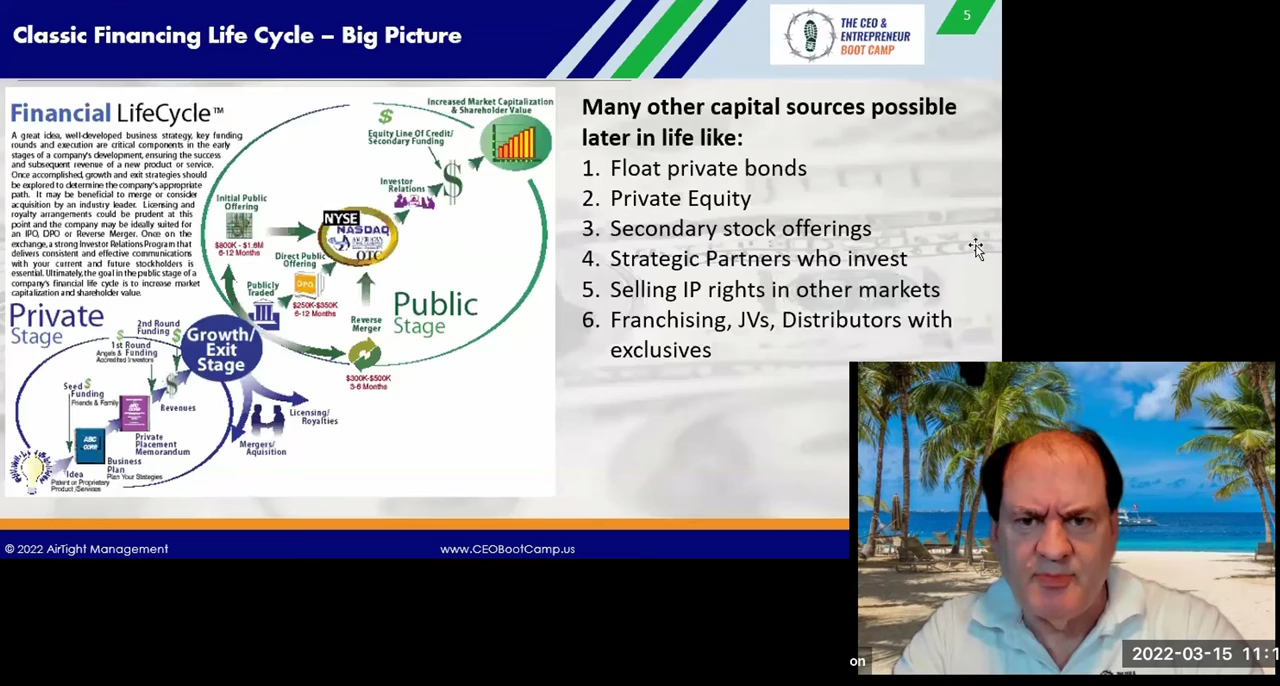 Classic Financing Life Cycle – Big Picture
THE CEO &
ENTREPRENEUR
BOOT CAMP
5
Financial LifeCycle™
A great idea, well-developed business strategy, key funding
rounds and execution are critical components in the early
stages of a company's development, ensuring the success
and subsequent revenue of a new product or service.
Once accomplished, growth and exit strategies should
be explored to determine the company's appropriate
path. It may be beneficial to merge or consider
acquisition by an industry leader. Licensing and
royalty arrangements could be prudent at this
point and the company may be ideally suited for
an IPO, DPO or Reverse Merger. Once on the
exchange, a strong Investor Relations Program that
delivers consistent and effective communications
with your current and future stockholders is
essential. Ultimately, the goal in the public stage of a
company's financial life cycle is to increase market
capitalization and shareholder value.
Increased Market Capitalization
& Shareholder Value
$
Equity Line Of Credit/
Secondary Funding
Investor
Relations
$
Initial Public
Offering
$800K - $1.6M
6-12 Months
NYSE
NASDAQ
OTC
Direct Public
Offering
DPO
$250K-$350K
6-12 Months
Publicly
Traded
Public
Stage
Reverse
Merger
$300K-$500K
3-6 Months
Private
Stage
Growth/
Exit
Stage
2nd Round
Funding
$
$
1st Round
Funding
Angels &
Accredited Investors
$
Seed
Funding
$
Friends & Family
Revenues
ABC
CORP
Private
Placement
Memorandum
ABC
CORP
Business
Plan
Plan Your Strategies
Idea
Patent or Proprietary
Product/Services
Licensing/
Royalties
Mergers/
Aquisition
Many other capital sources possible
later in life like:
1. Float private bonds
2. Private Equity
3. Secondary stock offerings
4. Strategic Partners who invest
5. Selling IP rights in other markets
6. Franchising, JVs, Distributors with
exclusives
© 2022 AirTight Management
www.CEOBootCamp.us
on
2022-03-15 11:1